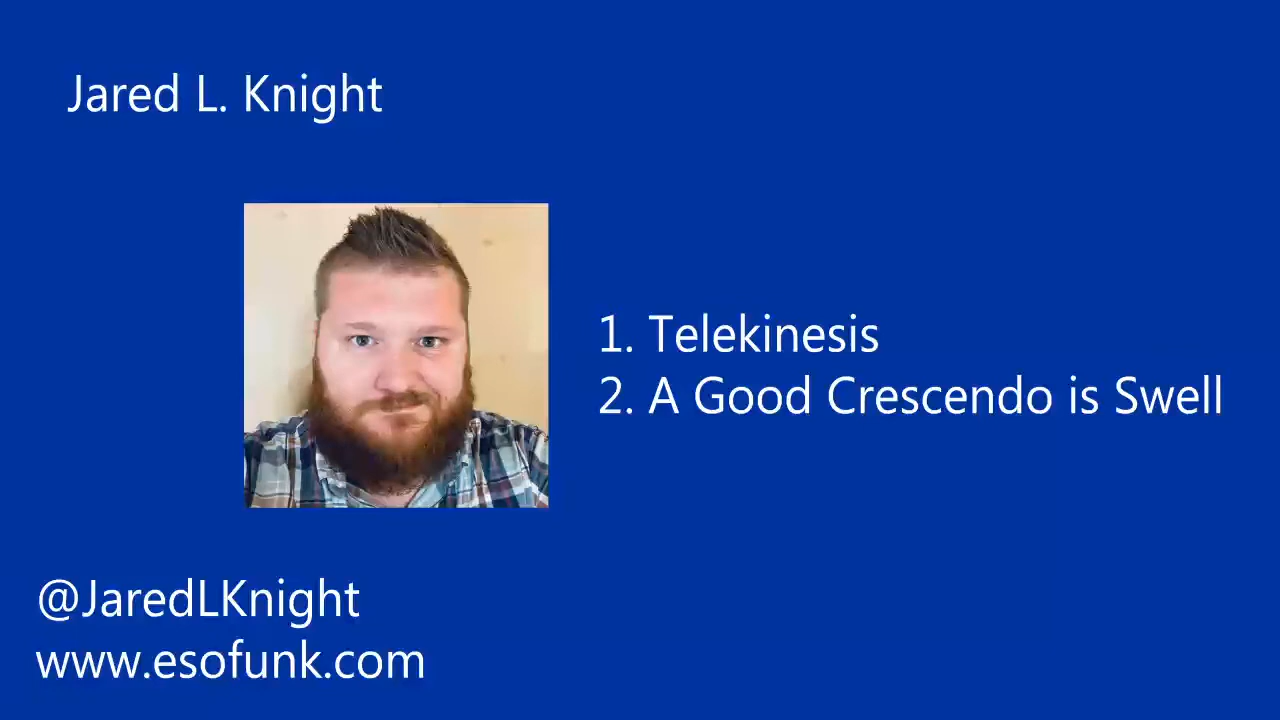 Jared L. Knight
1. Telekinesis
2. A Good Crescendo is Swell
@JaredLKnight
www.esofunk.com